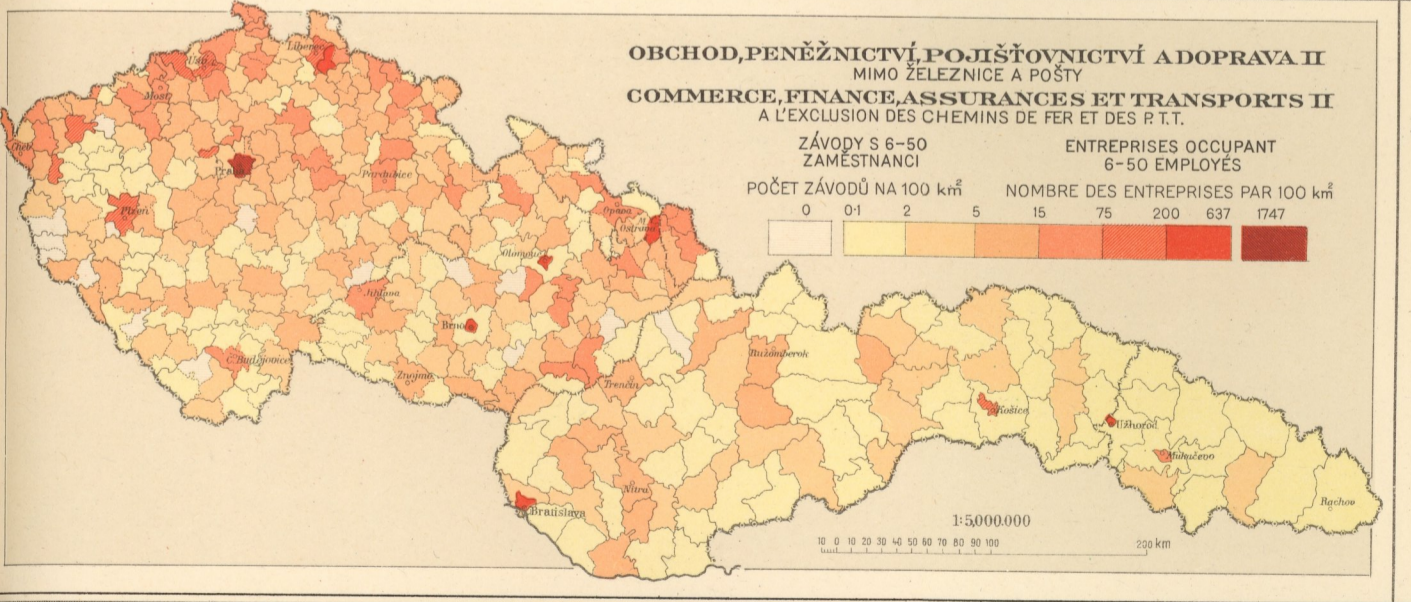 OBCHOD, PENĚŽNICTVÍ, POJIŠŤOVNICTVÍ A DOPRAVA II
MIMO ŽELEZNICE A POŠTY
COMMERCE, FINANCE, ASSURANCES ET TRANSPORTS II
A L'EXCLUSION DES CHEMINS DE FER ET DES P.T.T.
ZÁVODY S 6-50
ZAMĚSTNANCI
ENTREPRISES OCCUPANT
6-50 EMPLOYÉS
POČET ZÁVODŮ NA 100 km²
NOMBRE DES ENTREPRISES PAR 100 km²
0 0·1 2 5 15 75 200 637 1747
Liberec
Ústí
Most
Cheb
Praha
Pardubice
Plzeň
Opava
M. Ostrava
Olomouc
Jihlava
Brno
Č. Budějovice
Znojmo
Trenčín
Ružomberok
Košice
Užhorod
Mukačevo
Nitra
Bratislava
Rachov
1:5,000.000
10 0 10 20 30 40 50 60 70 80 90 100 200 km